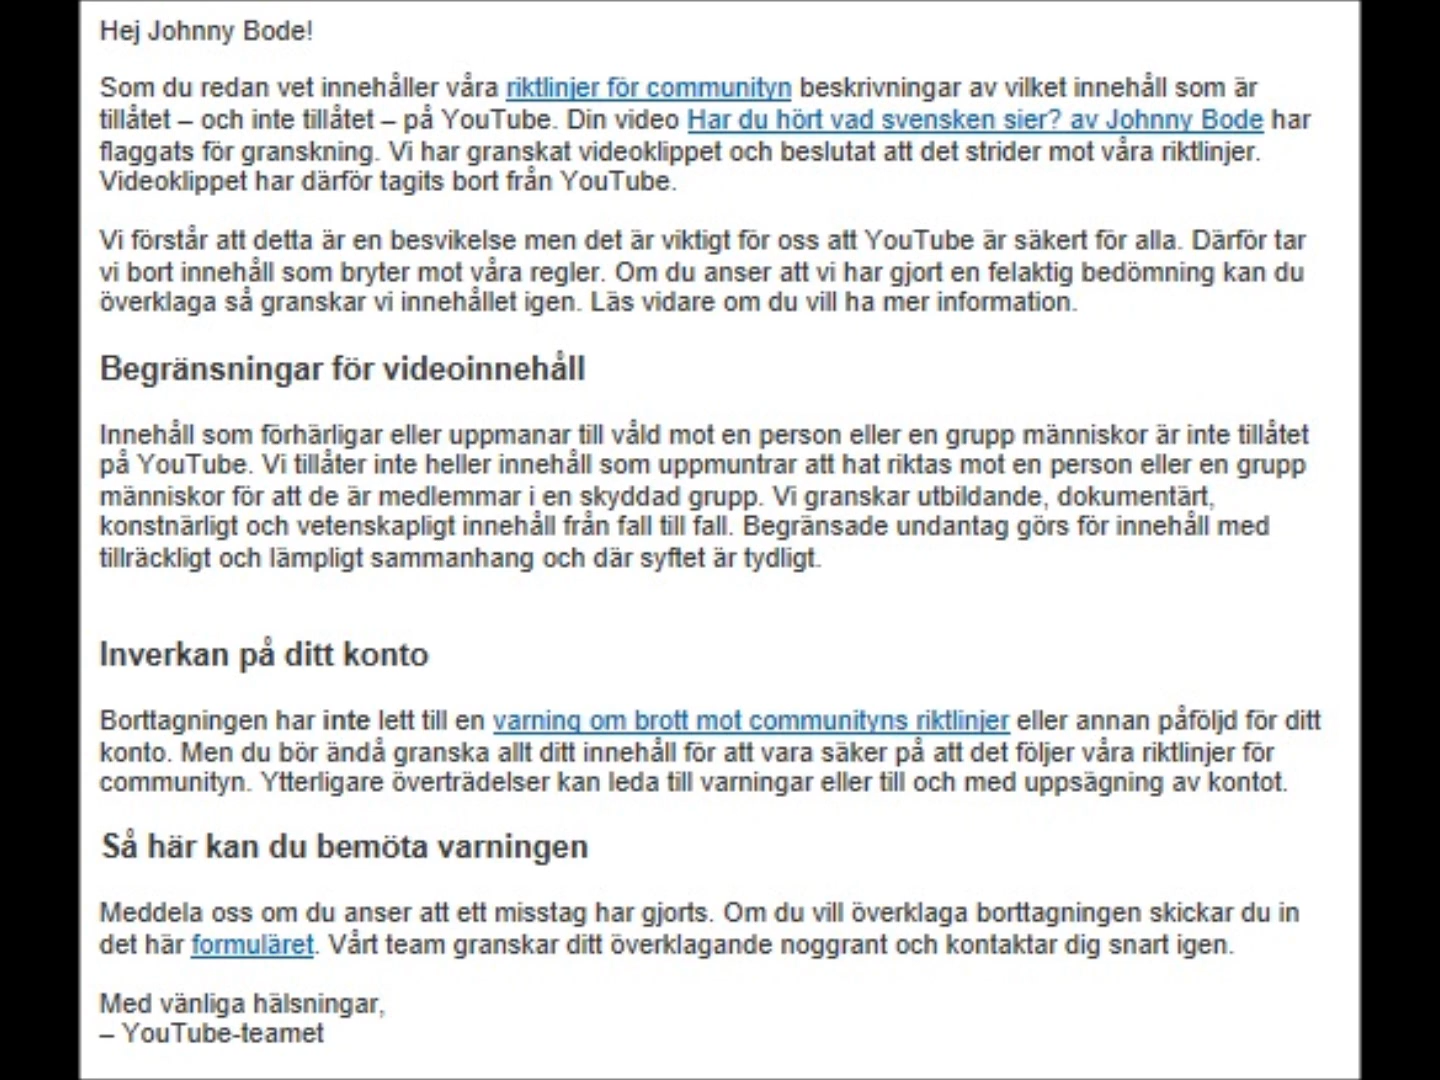 Hej Johnny Bode!
Som du redan vet innehåller våra riktlinjer för communityn beskrivningar av vilket innehåll som är
tillåtet – och inte tillåtet – på YouTube. Din video Har du hört vad svensken sier? av Johnny Bode har
flaggats för granskning. Vi har granskat videoklippet och beslutat att det strider mot våra riktlinjer.
Videoklippet har därför tagits bort från YouTube.
Vi förstår att detta är en besvikelse men det är viktigt för oss att YouTube är säkert för alla. Därför tar
vi bort innehåll som bryter mot våra regler. Om du anser att vi har gjort en felaktig bedömning kan du
överklaga så granskar vi innehållet igen. Läs vidare om du vill ha mer information.
Begränsningar för videoinnehåll
Innehåll som förhärligar eller uppmanar till våld mot en person eller en grupp människor är inte tillåtet
på YouTube. Vi tillåter inte heller innehåll som uppmuntrar att hat riktas mot en person eller en grupp
människor för att de är medlemmar i en skyddad grupp. Vi granskar utbildande, dokumentärt,
konstnärligt och vetenskapligt innehåll från fall till fall. Begränsade undantag görs för innehåll med
tillräckligt och lämpligt sammanhang och där syftet är tydligt.
Inverkan på ditt konto
Borttagningen har inte lett till en varning om brott mot communityns riktlinjer eller annan påföljd för ditt
konto. Men du bör ändå granska allt ditt innehåll för att vara säker på att det följer våra riktlinjer för
communityn. Ytterligare överträdelser kan leda till varningar eller till och med uppsägning av kontot.
Så här kan du bemöta varningen
Meddela oss om du anser att ett misstag har gjorts. Om du vill överklaga borttagningen skickar du in
det här formuläret. Vårt team granskar ditt överklagande noggrant och kontaktar dig snart igen.
Med vänliga hälsningar,
– YouTube-teamet